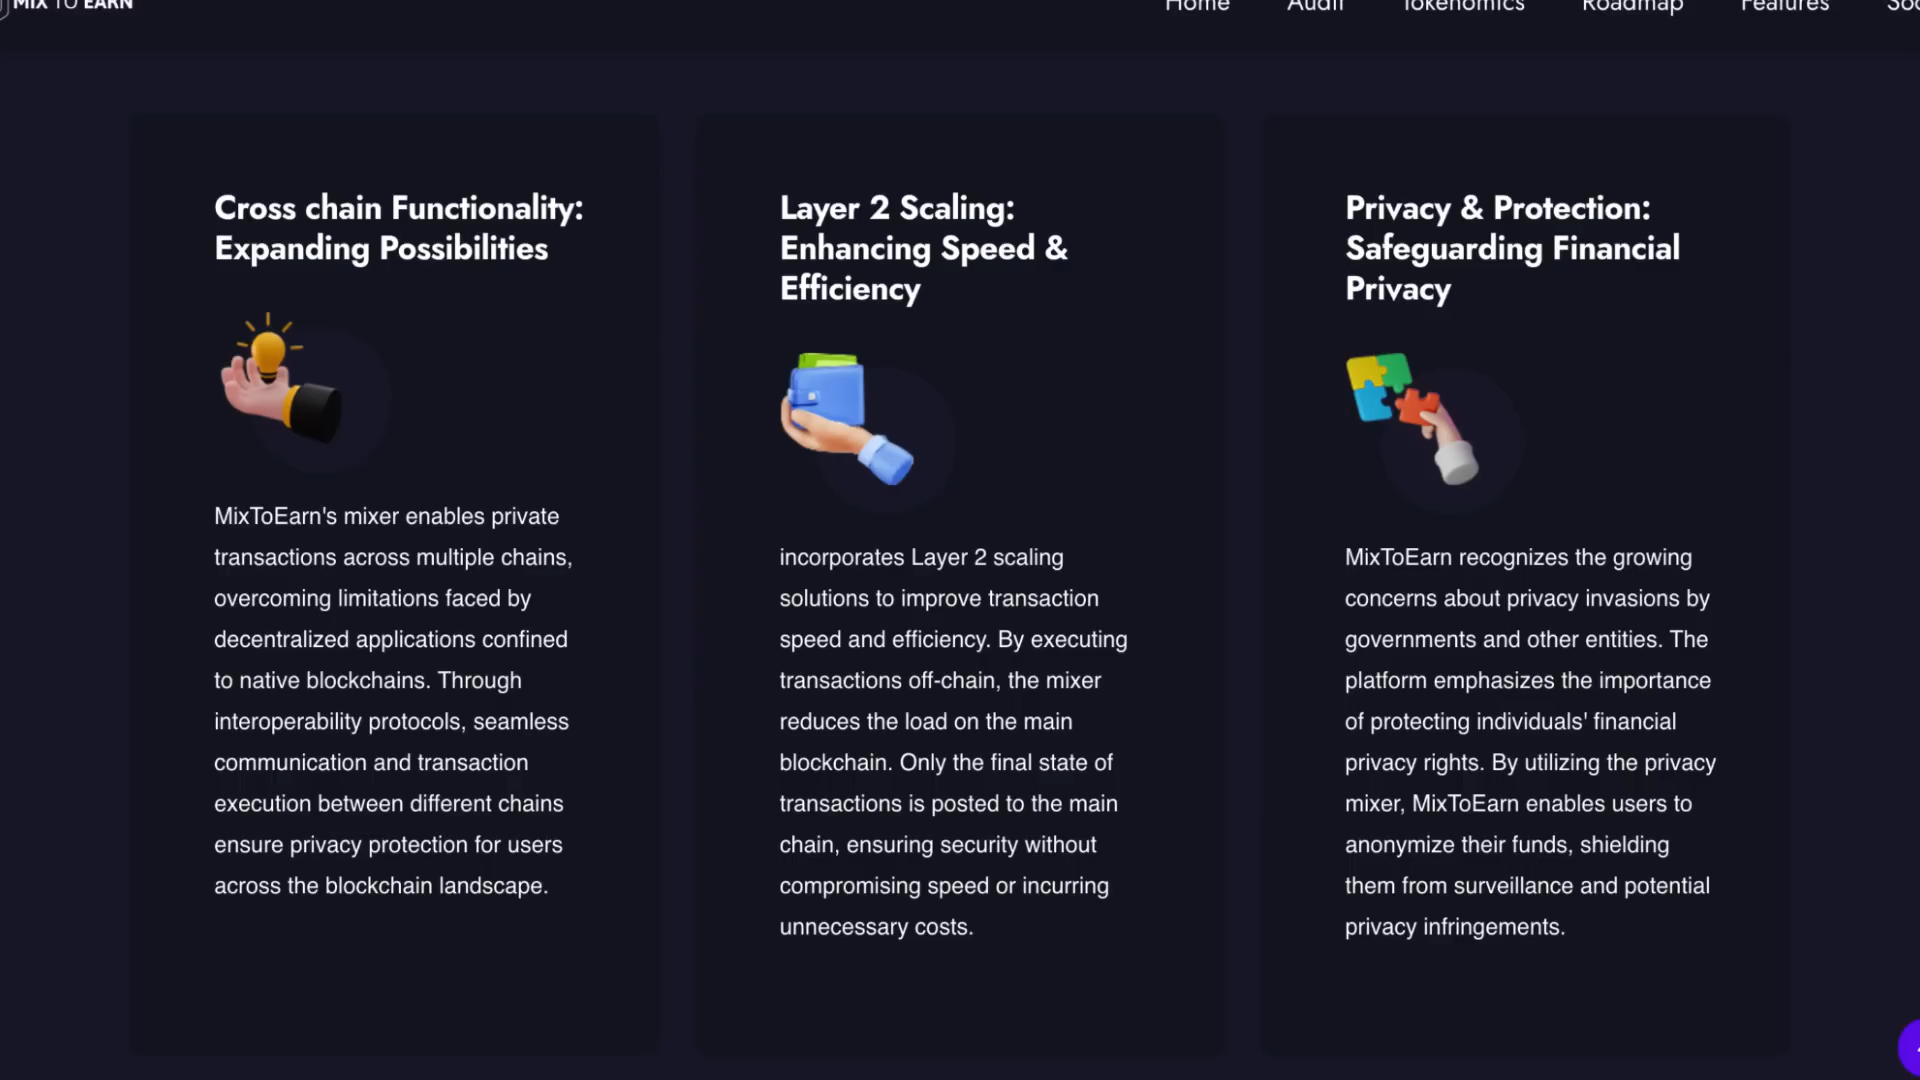 MIX TO EARN
Home Audit Tokenomics Roadmap Features
Cross chain Functionality:
Expanding Possibilities
MixToEarn's mixer enables private
transactions across multiple chains,
overcoming limitations faced by
decentralized applications confined
to native blockchains. Through
interoperability protocols, seamless
communication and transaction
execution between different chains
ensure privacy protection for users
across the blockchain landscape.
Layer 2 Scaling:
Enhancing Speed &
Efficiency
incorporates Layer 2 scaling
solutions to improve transaction
speed and efficiency. By executing
transactions off-chain, the mixer
reduces the load on the main
blockchain. Only the final state of
transactions is posted to the main
chain, ensuring security without
compromising speed or incurring
unnecessary costs.
Privacy & Protection:
Safeguarding Financial
Privacy
MixToEarn recognizes the growing
concerns about privacy invasions by
governments and other entities. The
platform emphasizes the importance
of protecting individuals' financial
privacy rights. By utilizing the privacy
mixer, MixToEarn enables users to
anonymize their funds, shielding
them from surveillance and potential
privacy infringements.